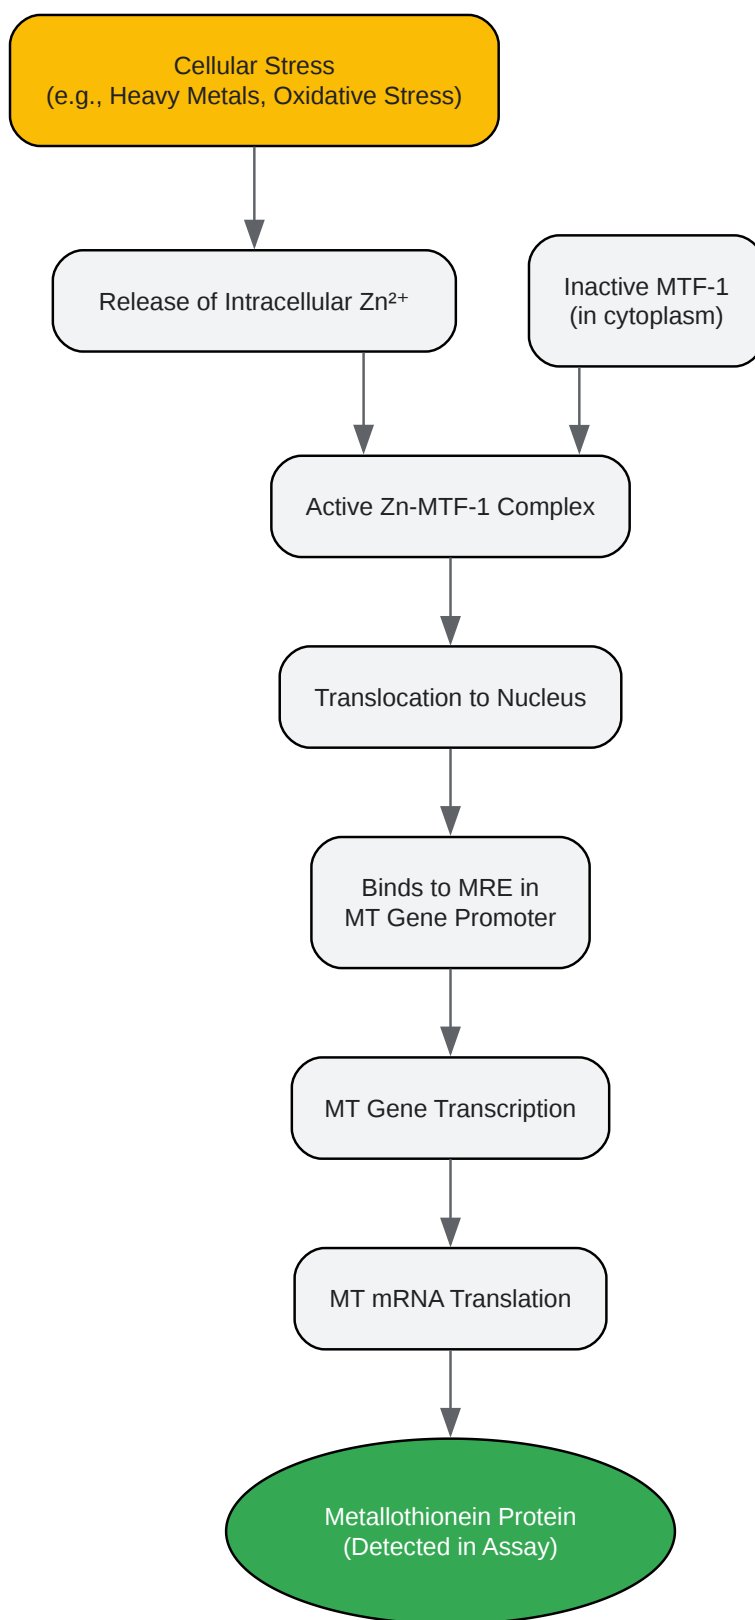 Cellular Stress
(e.g., Heavy Metals, Oxidative Stress)
Release of Intracellular Zn²⁺
Inactive MTF-1
(in cytoplasm)
Active Zn-MTF-1 Complex
Translocation to Nucleus
Binds to MRE in
MT Gene Promoter
MT Gene Transcription
MT mRNA Translation
Metallothionein Protein
(Detected in Assay)